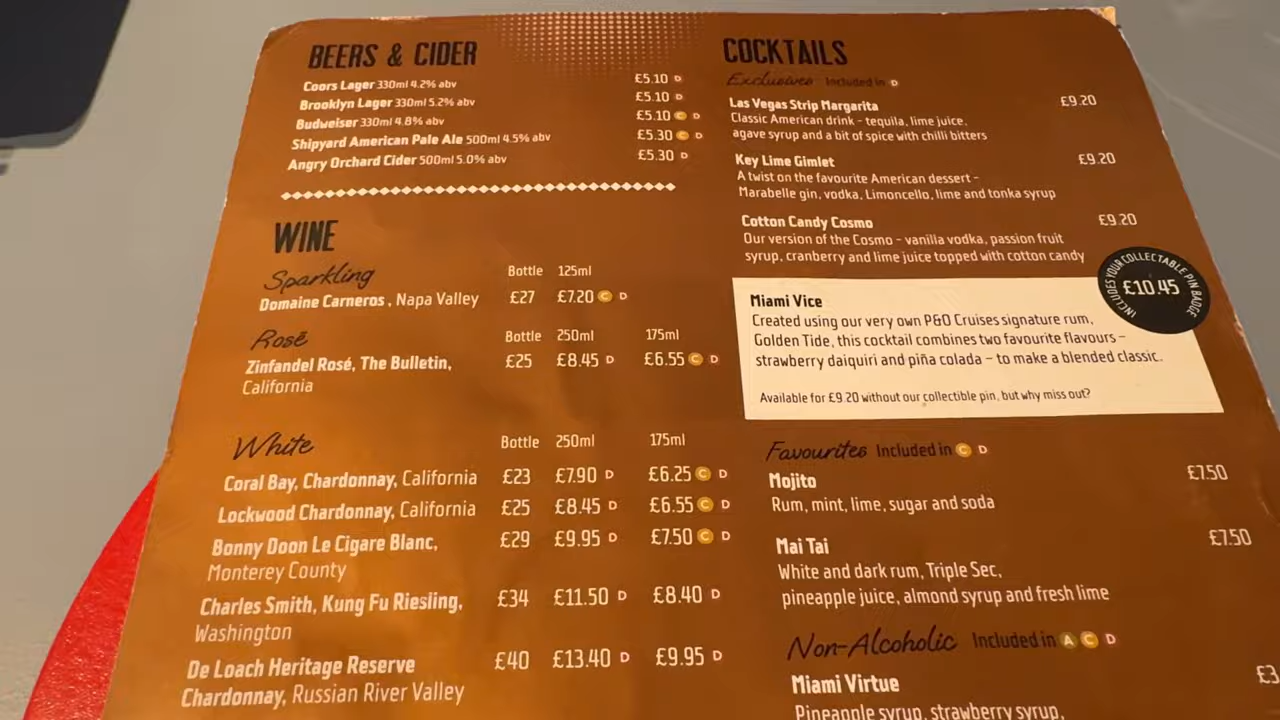 BEERS & CIDER
Coors Lager 330ml 4.2% abv £5.10 D
Brooklyn Lager 330ml 5.2% abv £5.10 D
Budweiser 330ml 4.8% abv £5.10 C D
Shipyard American Pale Ale 500ml 4.5% abv £5.30 C D
Angry Orchard Cider 500ml 5.0% abv £5.30 D
WINE
Sparkling Bottle 125ml
Domaine Carneros, Napa Valley £27 £7.20 C D
Rosé Bottle 250ml 175ml
Zinfandel Rosé, The Bulletin, £25 £8.45 D £6.55 C D
California
White Bottle 250ml 175ml
Coral Bay, Chardonnay, California £23 £7.90 D £6.25 C D
Lockwood Chardonnay, California £25 £8.45 D £6.55 C D
Bonny Doon Le Cigare Blanc, £29 £9.95 D £7.50 C D
Monterey County
Charles Smith, Kung Fu Riesling, £34 £11.50 D £8.40 D
Washington
De Loach Heritage Reserve £40 £13.40 D £9.95 D
Chardonnay, Russian River Valley
COCKTAILS
Exclusives Included in D
Las Vegas Strip Margarita £9.20
Classic American drink - tequila, lime juice,
agave syrup and a bit of spice with chilli bitters
Key Lime Gimlet £9.20
A twist on the favourite American dessert -
Marabelle gin, vodka, Limoncello, lime and tonka syrup
Cotton Candy Cosmo £9.20
Our version of the Cosmo - vanilla vodka, passion fruit
syrup, cranberry and lime juice topped with cotton candy
INCLUDES YOUR COLLECTABLE PIN BADGE
£10.45
Miami Vice
Created using our very own P&O Cruises signature rum,
Golden Tide, this cocktail combines two favourite flavours -
strawberry daiquiri and piña colada - to make a blended classic.
Available for £9.20 without our collectible pin, but why miss out?
Favourites Included in C D
Mojito £7.50
Rum, mint, lime, sugar and soda
Mai Tai £7.50
White and dark rum, Triple Sec,
pineapple juice, almond syrup and fresh lime
Non-Alcoholic Included in A C D
Miami Virtue £3
Pineapple syrup, strawberry syrup,